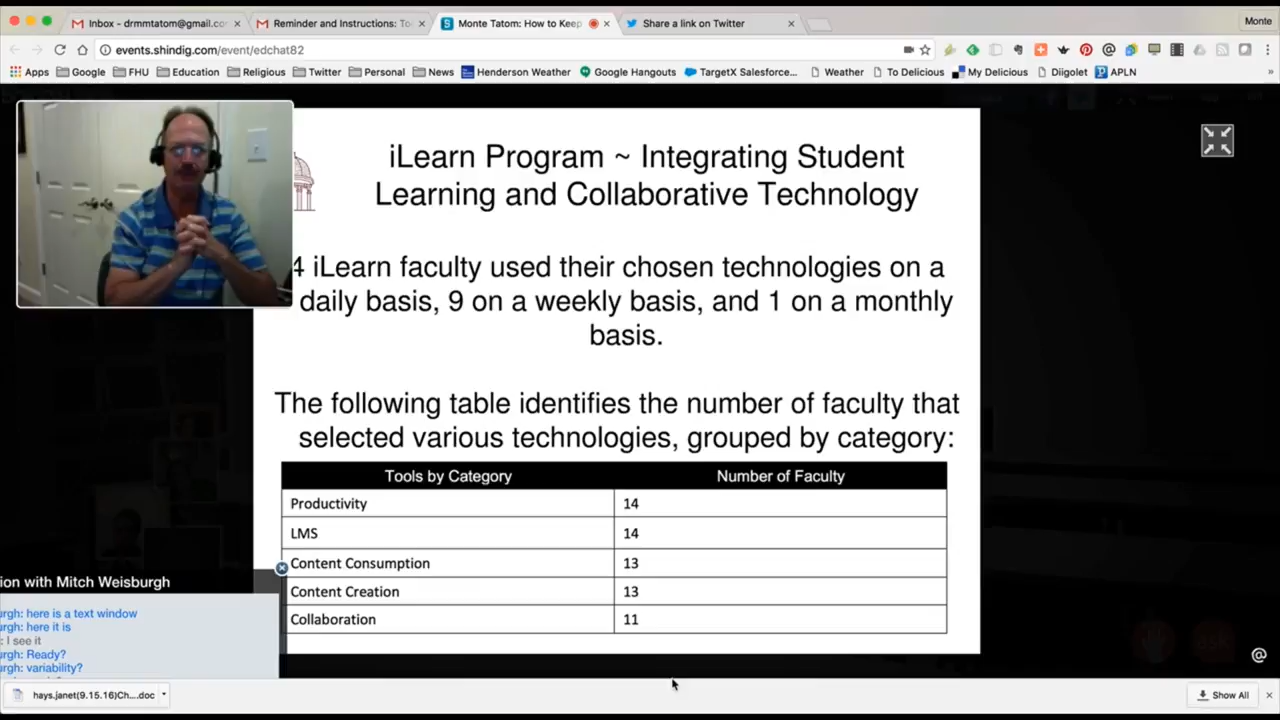 Inbox - drmmtatom@gmail.co
Reminder and Instructions: To
Monte Tatom: How to Keep
Share a link on Twitter
Monte
events.shindig.com/event/edchat82
Apps
Google
FHU
Education
Religious
Twitter
Personal
News
Henderson Weather
Google Hangouts
TargetX Salesforce...
Weather
To Delicious
My Delicious
Diigolet
APLN
»
iLearn Program ~ Integrating Student
Learning and Collaborative Technology
4 iLearn faculty used their chosen technologies on a
daily basis, 9 on a weekly basis, and 1 on a monthly
basis.
The following table identifies the number of faculty that
selected various technologies, grouped by category:
Tools by Category Number of Faculty
Productivity 14
LMS 14
Content Consumption 13
Content Creation 13
Collaboration 11
ion with Mitch Weisburgh
urgh: here is a text window
urgh: here it is
: I see it
urgh: Ready?
urgh: variability?
ask
@
hays.janet(9.15.16)Ch....doc
Show All